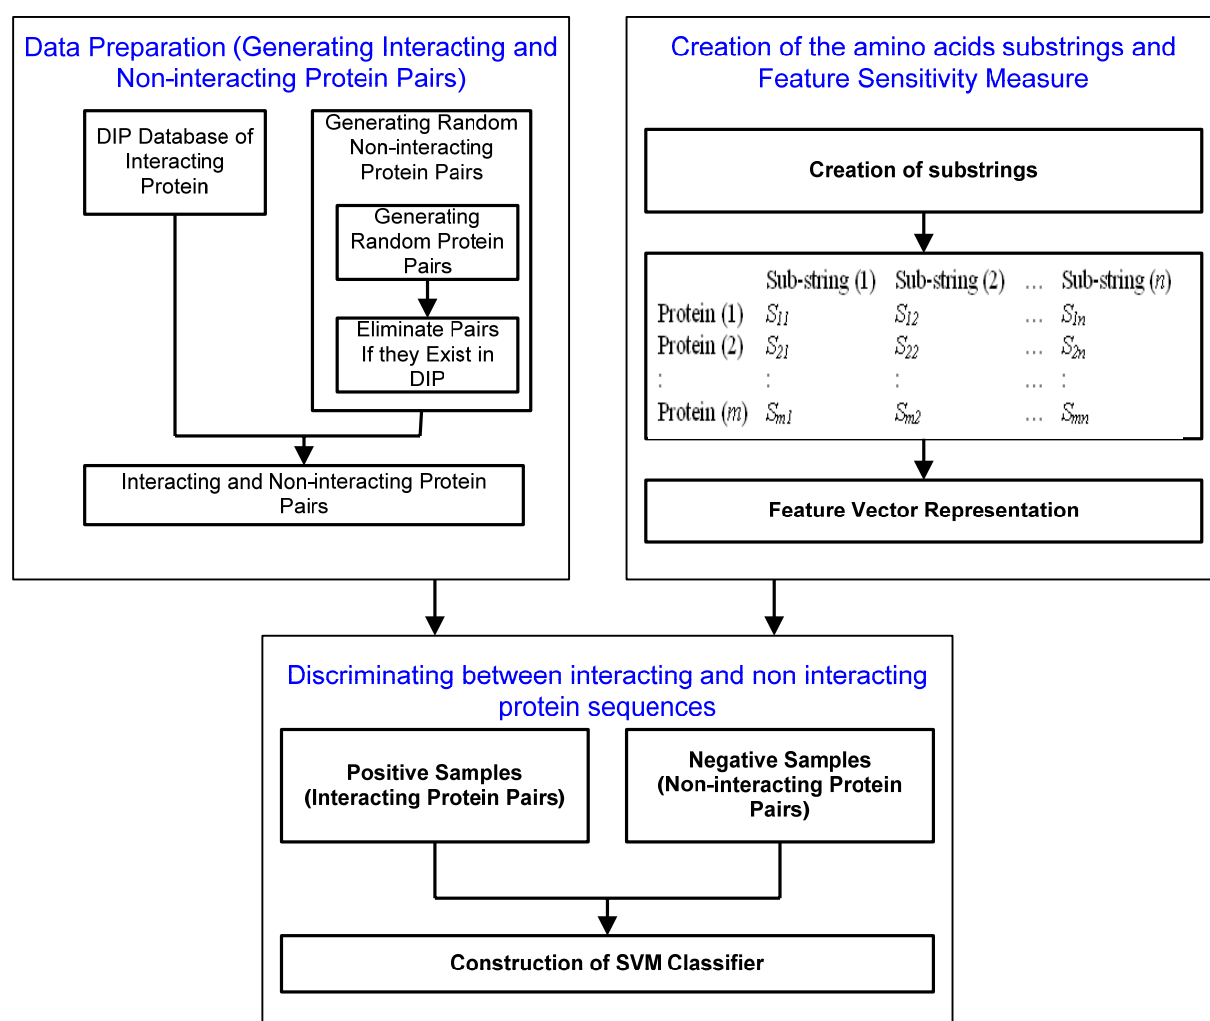 Data Preparation (Generating Interacting and
Non-interacting Protein Pairs)
DIP Database of
Interacting
Protein
Generating Random
Non-interacting
Protein Pairs
Generating
Random Protein
Pairs
Eliminate Pairs
If they Exist in
DIP
Interacting and Non-interacting Protein
Pairs
Creation of the amino acids substrings and
Feature Sensitivity Measure
Creation of substrings
Sub-string (1) Sub-string (2) … Sub-string (n)
Protein (1) S11 S12 … S1n
Protein (2) S21 S22 … S2n
: : : … :
Protein (m) Sm1 Sm2 … Smn
Feature Vector Representation
Discriminating between interacting and non interacting
protein sequences
Positive Samples
(Interacting Protein Pairs)
Negative Samples
(Non-interacting Protein
Pairs)
Construction of SVM Classifier